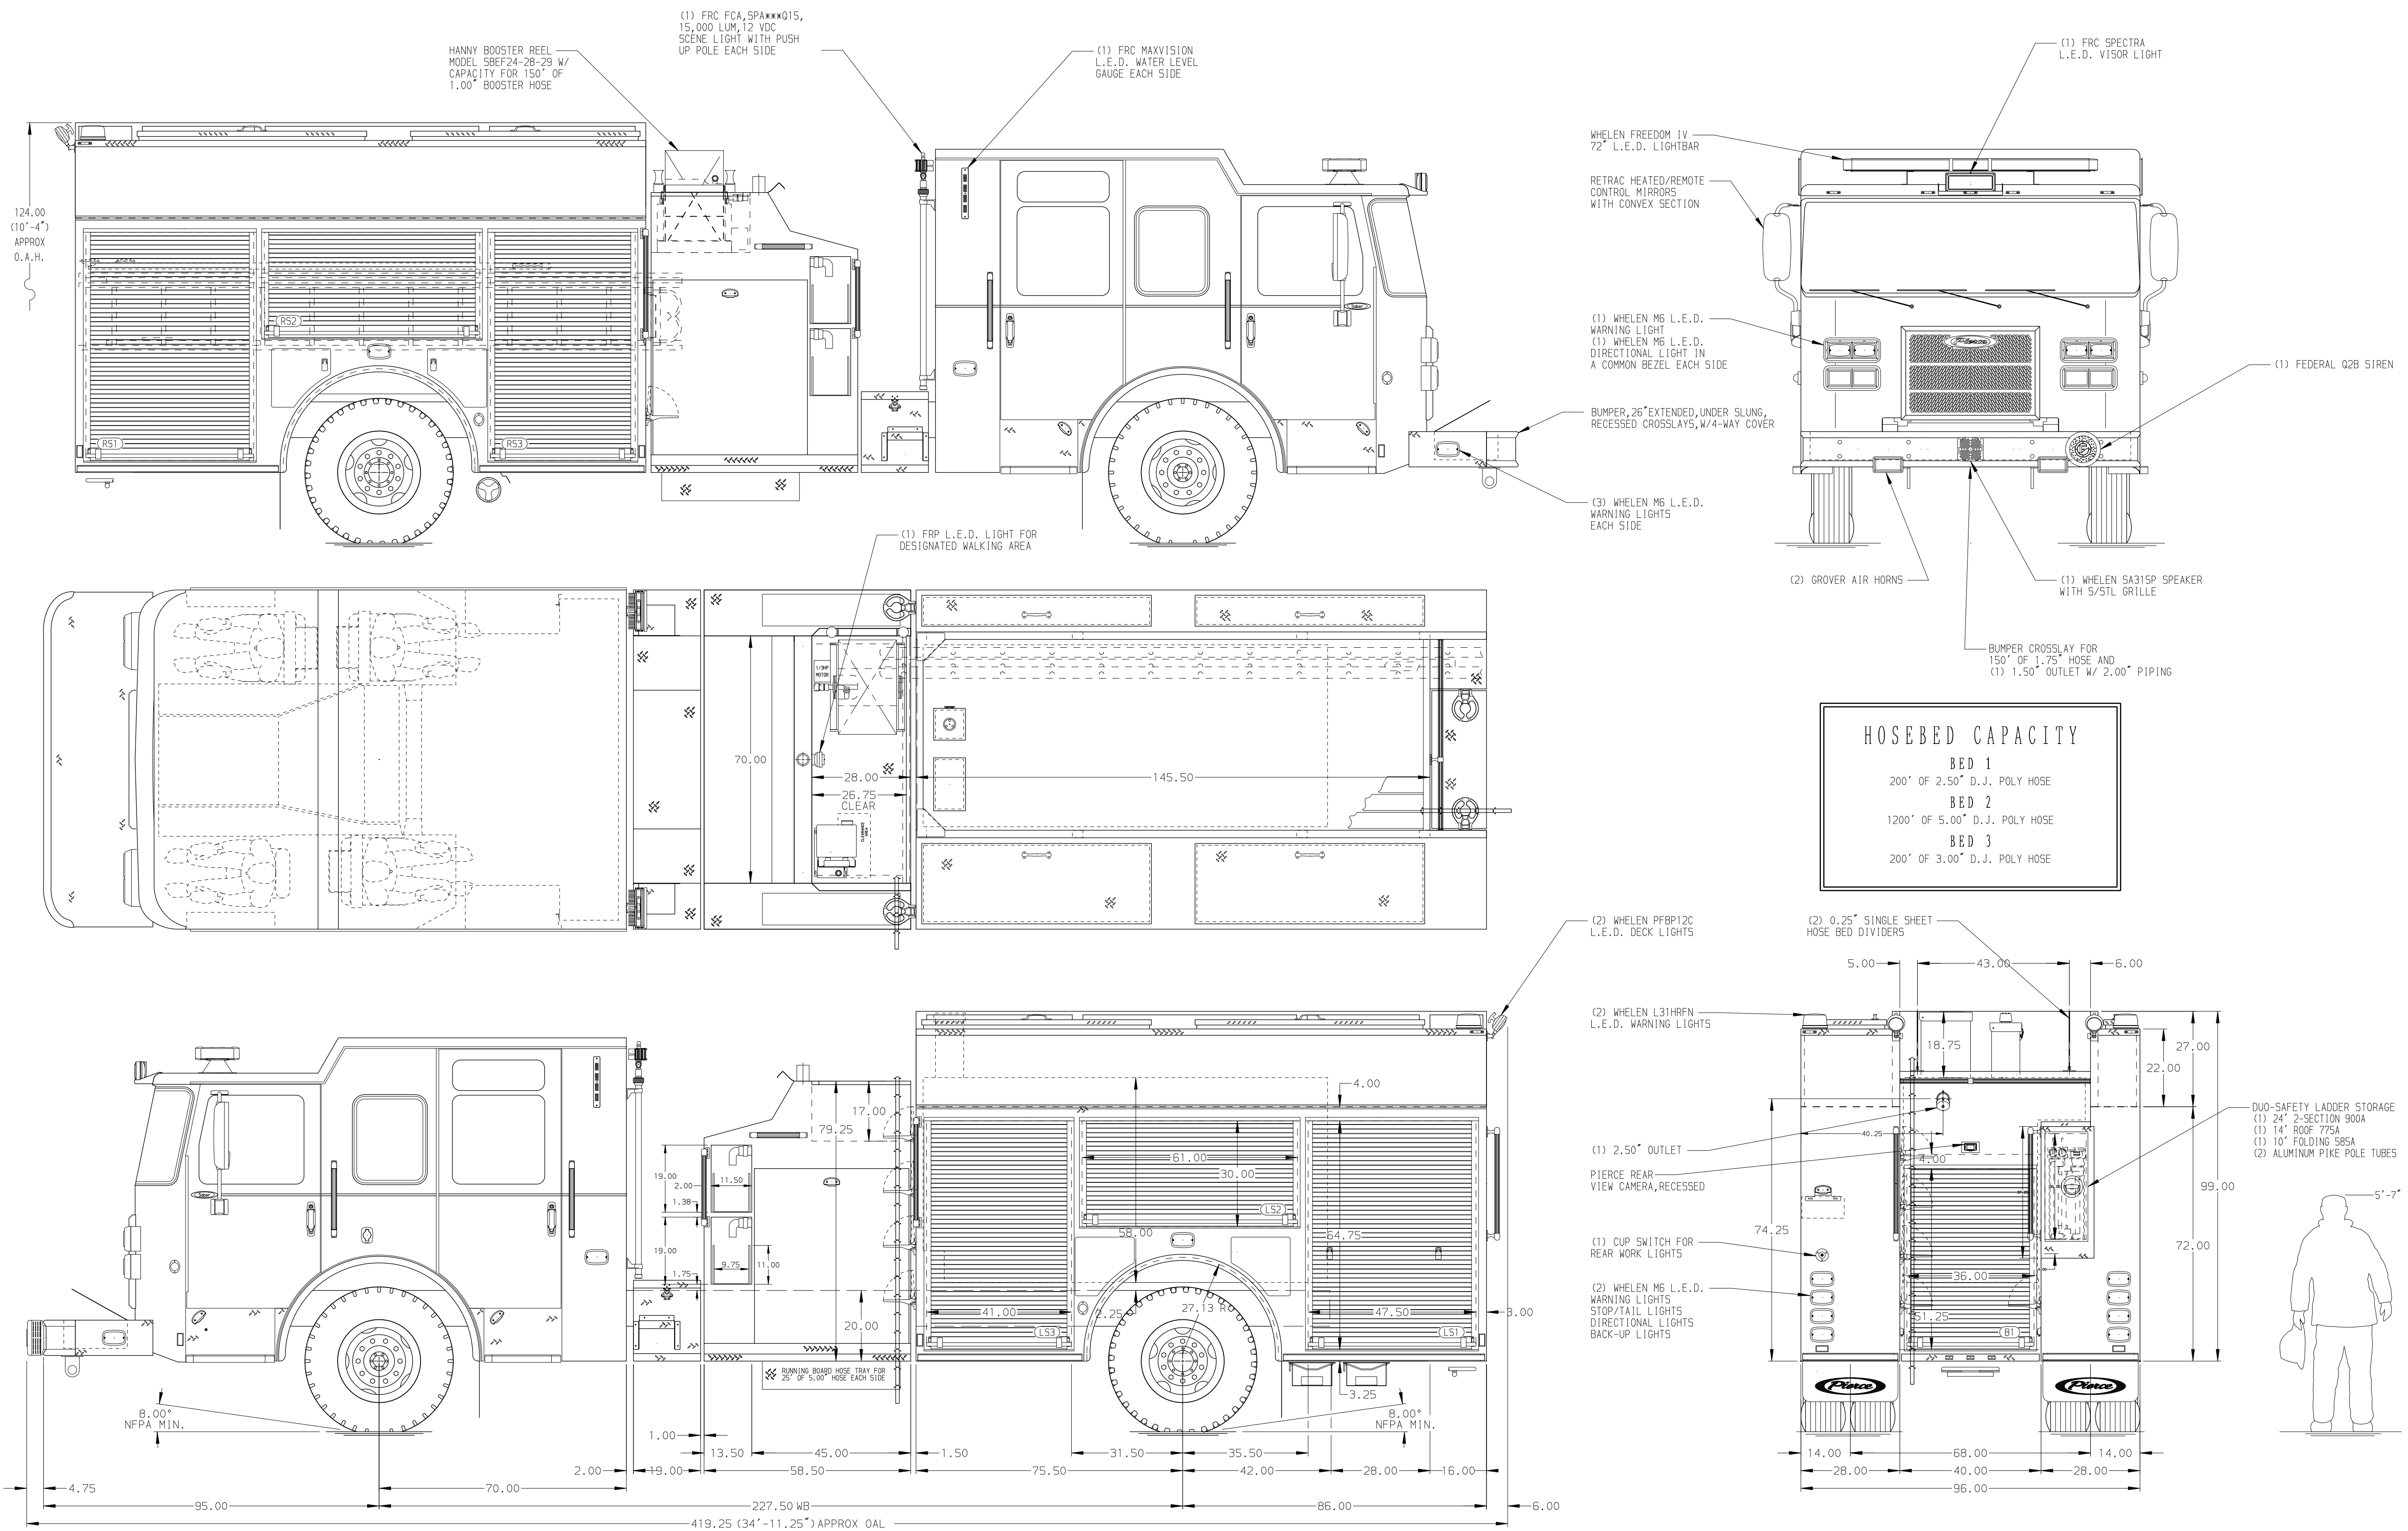 (1) FRC FCA,SPA***Q15,
15,000 LUM,12 VDC
SCENE LIGHT WITH PUSH
UP POLE EACH SIDE
HANNY BOOSTER REEL
MODEL SBEF24-28-29 W/
CAPACITY FOR 150' OF
1.00" BOOSTER HOSE
(1) FRC MAXVISION
L.E.D. WATER LEVEL
GAUGE EACH SIDE
(1) FRC SPECTRA
L.E.D. VISOR LIGHT
WHELEN FREEDOM IV
72" L.E.D. LIGHTBAR
RETRAC HEATED/REMOTE
CONTROL MIRRORS
WITH CONVEX SECTION
124.00
(10'-4")
APPROX
O.A.H.
RS2
RS1
RS3
Saber
(1) WHELEN M6 L.E.D.
WARNING LIGHT
(1) WHELEN M6 L.E.D.
DIRECTIONAL LIGHT IN
A COMMON BEZEL EACH SIDE
Pierce
(1) FEDERAL Q2B SIREN
BUMPER,26"EXTENDED,UNDER SLUNG,
RECESSED CROSSLAYS,W/4-WAY COVER
(3) WHELEN M6 L.E.D.
WARNING LIGHTS
EACH SIDE
(1) FRP L.E.D. LIGHT FOR
DESIGNATED WALKING AREA
(2) GROVER AIR HORNS
(1) WHELEN SA315P SPEAKER
WITH S/STL GRILLE
BUMPER CROSSLAY FOR
150' OF 1.75" HOSE AND
(1) 1.50" OUTLET W/ 2.00" PIPING
1/3HP
MOTOR
70.00
28.00
26.75
CLEAR
CLEARANCE
AREA
145.50
HOSEBED CAPACITY
BED 1
200' OF 2.50" D.J. POLY HOSE
BED 2
1200' OF 5.00" D.J. POLY HOSE
BED 3
200' OF 3.00" D.J. POLY HOSE
(2) WHELEN PFBP12C
L.E.D. DECK LIGHTS
(2) 0.25" SINGLE SHEET
HOSE BED DIVIDERS
5.00
43.00
6.00
(2) WHELEN L31HRFN
L.E.D. WARNING LIGHTS
18.75
27.00
22.00
4.00
17.00
79.25
DUO-SAFETY LADDER STORAGE
(1) 24' 2-SECTION 900A
(1) 14' ROOF 775A
(1) 10' FOLDING 585A
(2) ALUMINUM PIKE POLE TUBES
40.25
(1) 2.50" OUTLET
4.00
PIERCE REAR
VIEW CAMERA,RECESSED
61.00
30.00
19.00
2.00
11.50
1.38
99.00
5'-7"
Saber
LS2
74.25
58.00
64.75
(1) CUP SWITCH FOR
REAR WORK LIGHTS
72.00
19.00
9.75
11.00
1.75
36.00
(2) WHELEN M6 L.E.D.
WARNING LIGHTS
STOP/TAIL LIGHTS
DIRECTIONAL LIGHTS
BACK-UP LIGHTS
41.00
2.25
27.13 R
47.50
3.00
51.25
20.00
LS3
LS1
B1
RUNNING BOARD HOSE TRAY FOR
25' OF 5.00" HOSE EACH SIDE
3.25
Pierce
Pierce
8.00°
NFPA MIN.
8.00°
NFPA MIN.
1.00
13.50
45.00
1.50
31.50
35.50
14.00
68.00
14.00
2.00
19.00
58.50
75.50
42.00
28.00
16.00
28.00
40.00
28.00
4.75
70.00
96.00
95.00
227.50 WB
86.00
6.00
419.25 (34'-11.25") APPROX OAL